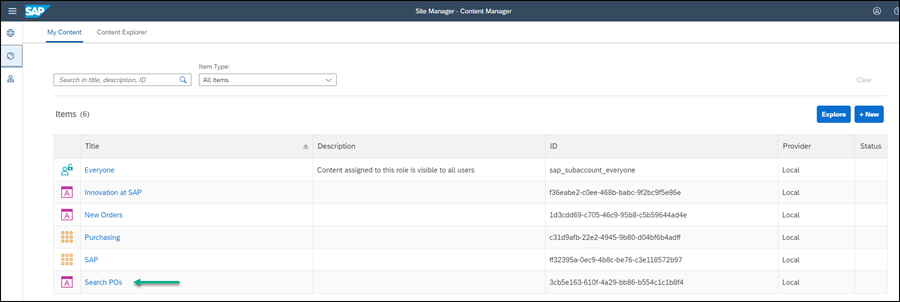 SAP Site Manager - Content Manager
My Content Content Explorer
Item Type:
Search in title, description, ID All Items Clear
Items (6) Explore + New
Title Description ID Provider Status
Everyone Content assigned to this role is visible to all users sap_subaccount_everyone Local
A Innovation at SAP f36eabe2-c0ee-468b-babc-9f2bc9f5e86e Local
A New Orders 1d3cdd69-c705-46c9-95b8-c5b59644ad4e Local
Purchasing c31d9afb-22e2-4945-9b80-d04bf6b4adff Local
SAP ff32395a-0ec9-4b8c-be76-c3e118572b97 Local
A Search POs 3cb5e163-610f-4a29-bb86-b554c1c1b8f4 Local